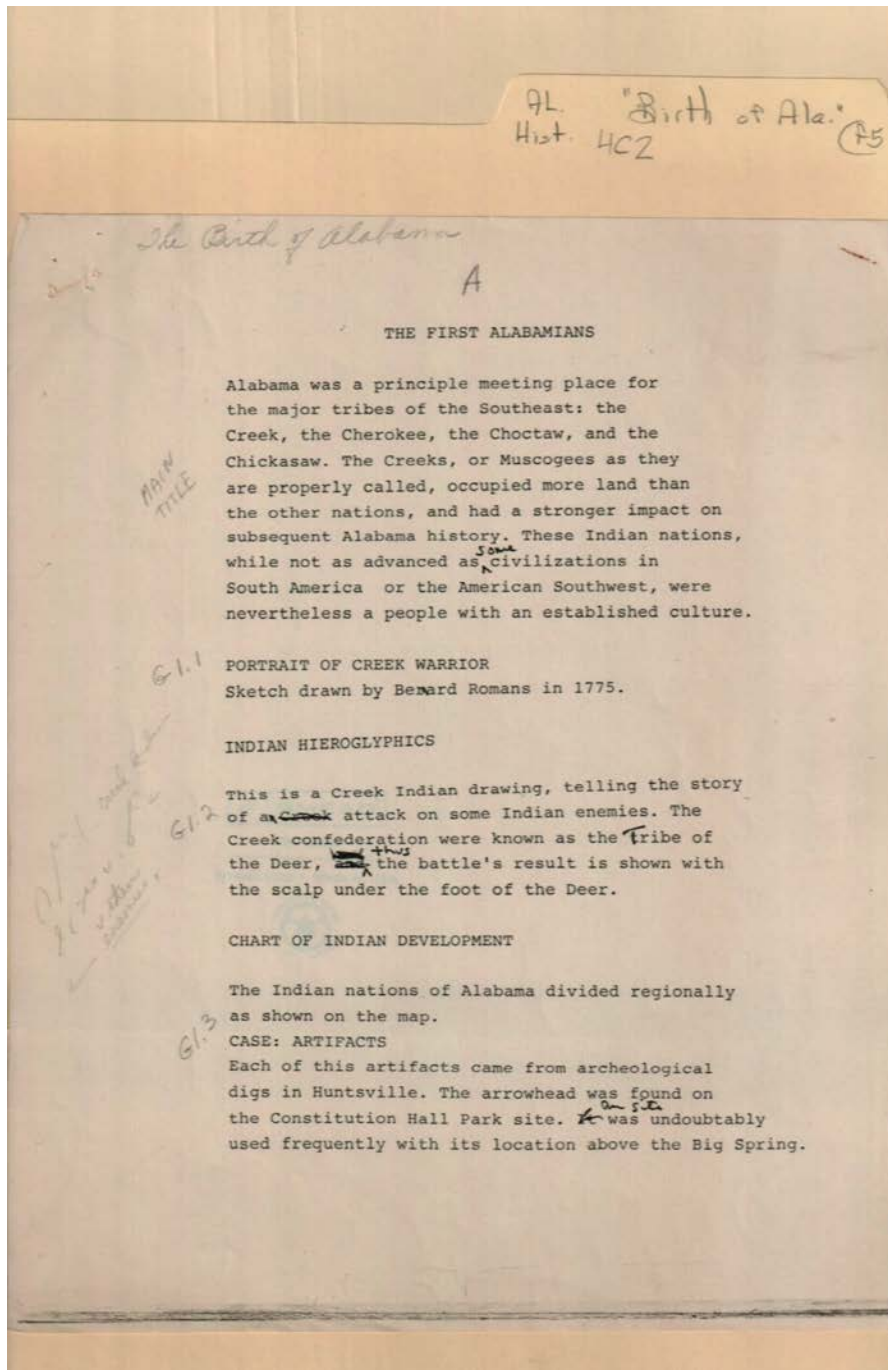 AL. "Birth of Ala."
Hist. 4C2
The Birth of Alabama
A
THE FIRST ALABAMIANS
Alabama was a principle meeting place for
the major tribes of the Southeast: the
Creek, the Cherokee, the Choctaw, and the
Chickasaw. The Creeks, or Muscogees as they
MAIN
TITLE
are properly called, occupied more land than
the other nations, and had a stronger impact on
subsequent Alabama history. These Indian nations,
while not as advanced as some civilizations in
South America or the American Southwest, were
nevertheless a people with an established culture.
G1.1
PORTRAIT OF CREEK WARRIOR
Sketch drawn by Benard Romans in 1775.
INDIAN HIEROGLYPHICS
This is a Creek Indian drawing, telling the story
G1.2
of a Creek attack on some Indian enemies. The
Creek confederation were known as the Tribe of
the Deer, thus the battle's result is shown with
the scalp under the foot of the Deer.
CHART OF INDIAN DEVELOPMENT
The Indian nations of Alabama divided regionally
as shown on the map.
G1.3
CASE: ARTIFACTS
Each of this artifacts came from archeological
digs in Huntsville. The arrowhead was found on
the Constitution Hall Park site. It was undoubtably
used frequently with its location above the Big Spring.